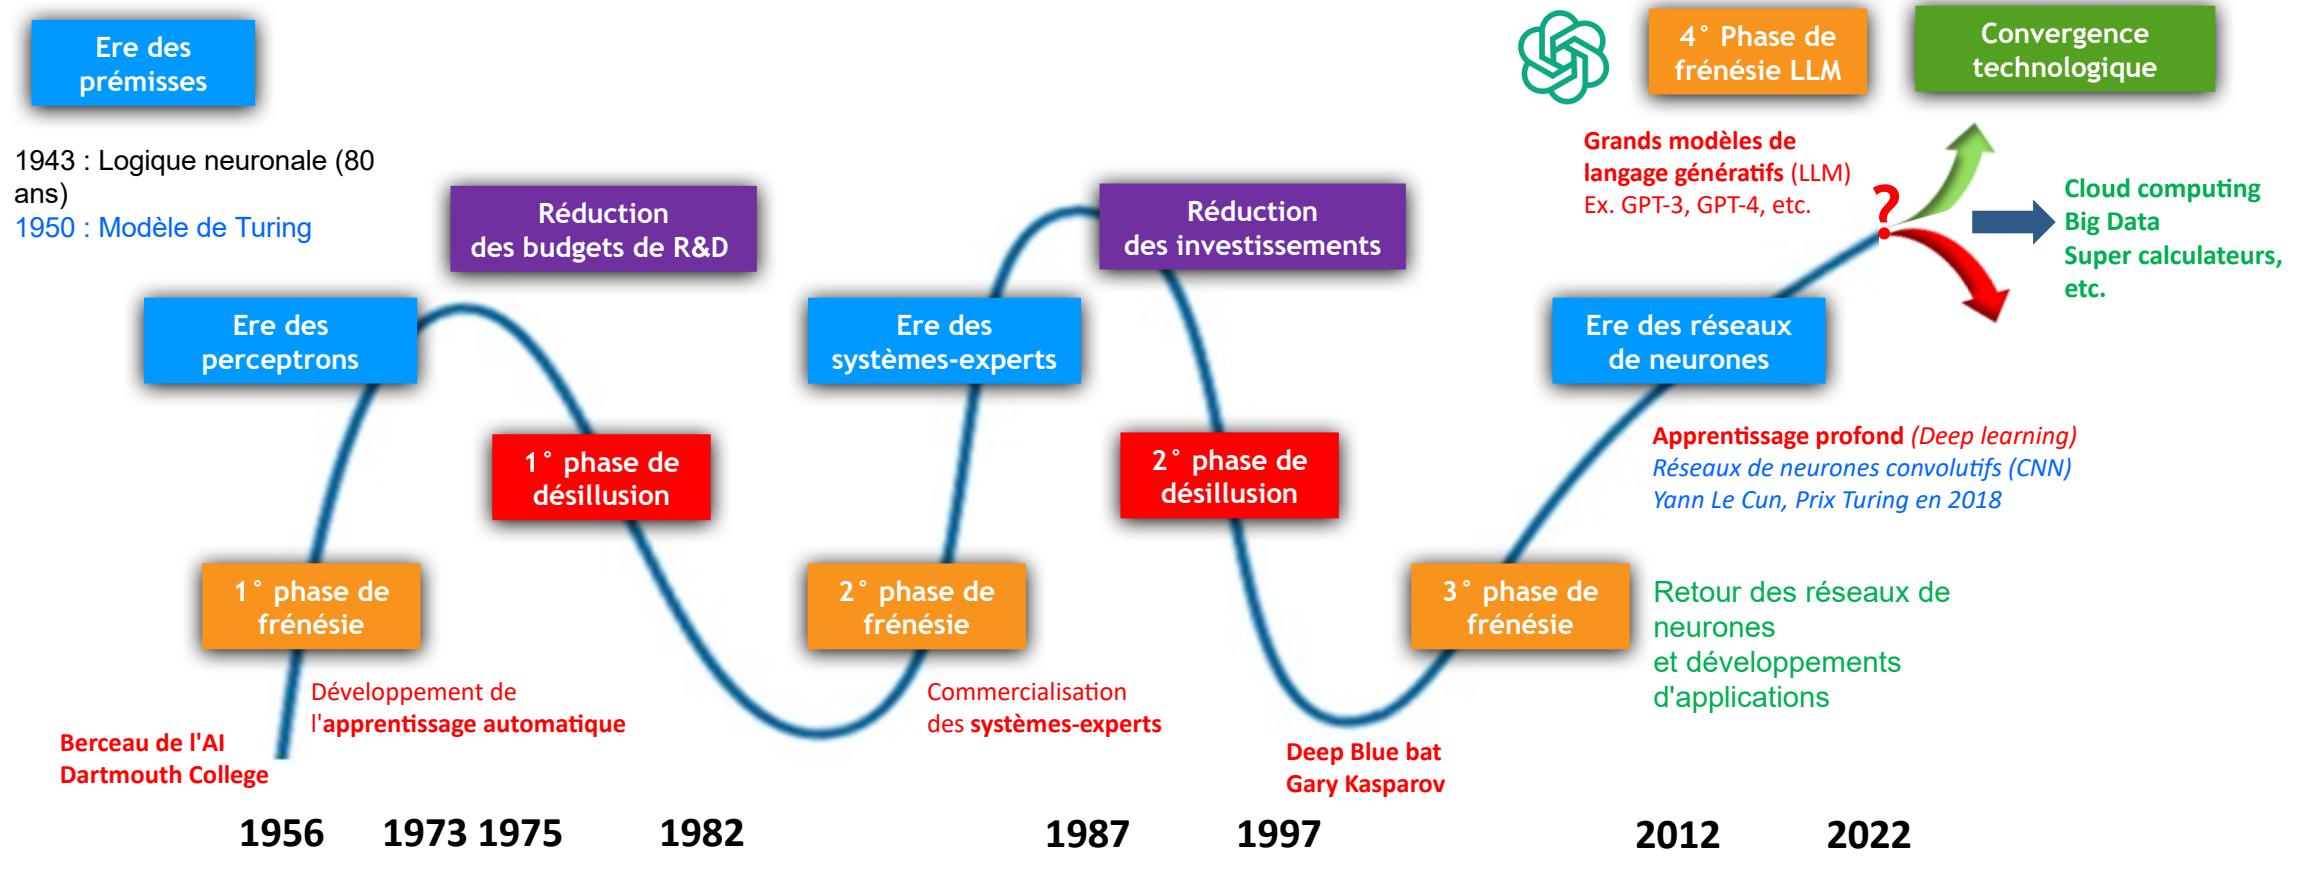 Ere des
prémisses
1943 : Logique neuronale (80
ans)
1950 : Modèle de Turing
Ere des
perceptrons
Réduction
des budgets de R&D
1° phase de
désillusion
1° phase de
frénésie
Développement de
l'apprentissage automatique
Berceau de l'AI
Dartmouth College
Ere des
systèmes-experts
2° phase de
frénésie
Commercialisation
des systèmes-experts
Réduction
des investissements
2° phase de
désillusion
Deep Blue bat
Gary Kasparov
4° Phase de
frénésie LLM
Convergence
technologique
Grands modèles de
langage génératifs (LLM)
Ex. GPT-3, GPT-4, etc.
?
Cloud computing
Big Data
Super calculateurs,
etc.
Ere des réseaux
de neurones
Apprentissage profond (Deep learning)
Réseaux de neurones convolutifs (CNN)
Yann Le Cun, Prix Turing en 2018
3° phase de
frénésie
Retour des réseaux de
neurones
et développements
d'applications
1956 1973 1975 1982 1987 1997 2012 2022